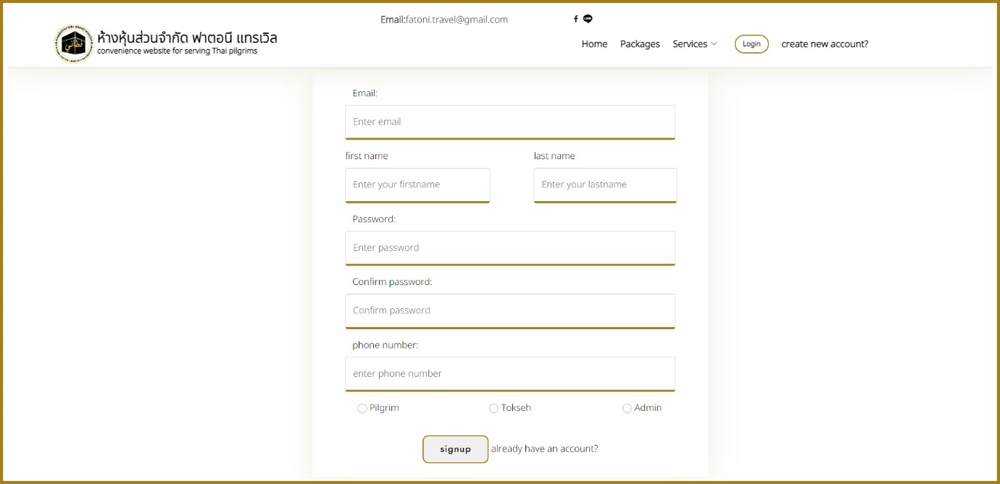 Email:fatoni.travel@gmail.com
ห้างหุ้นส่วนจำกัด ฟาตอนี แทรเวิล
convenience website for serving Thai pilgrims
Home Packages Services Login create new account?
Email:
Enter email
first name last name
Enter your firstname Enter your lastname
Password:
Enter password
Confirm password:
Confirm password
phone number:
enter phone number
Pilgrim Tokseh Admin
signup already have an account?